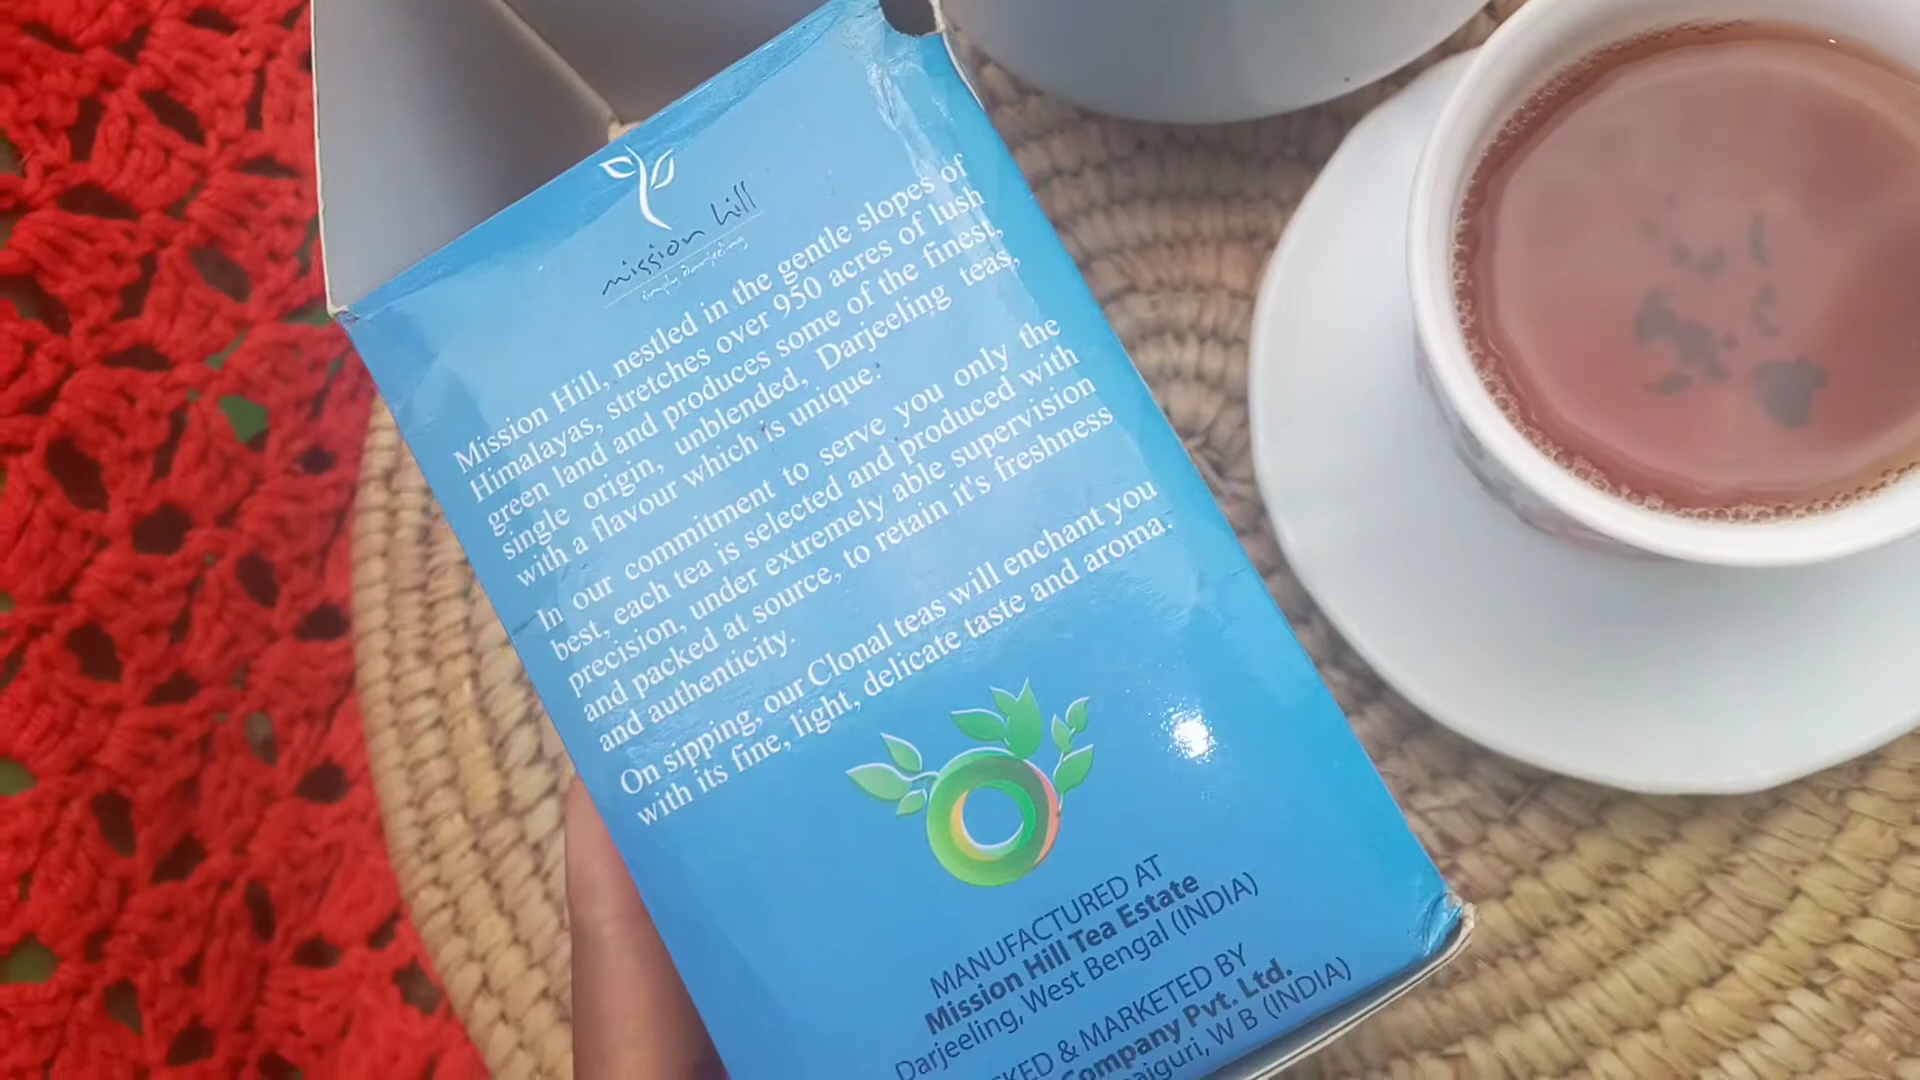 mission hill
simply Darjeeling
Mission Hill, nestled in the gentle slopes of
Himalayas, stretches over 950 acres of lush
green land and produces some of the finest,
single origin, unblended, Darjeeling teas,
with a flavour which is unique.
In our commitment to serve you only the
best, each tea is selected and produced with
precision, under extremely able supervision
and packed at source, to retain it's freshness
and authenticity.
On sipping, our Clonal teas will enchant you
with its fine, light, delicate taste and aroma.
MANUFACTURED AT
Mission Hill Tea Estate
Darjeeling, West Bengal (INDIA)
& MARKETED BY
Company Pvt. Ltd.
W B (INDIA)